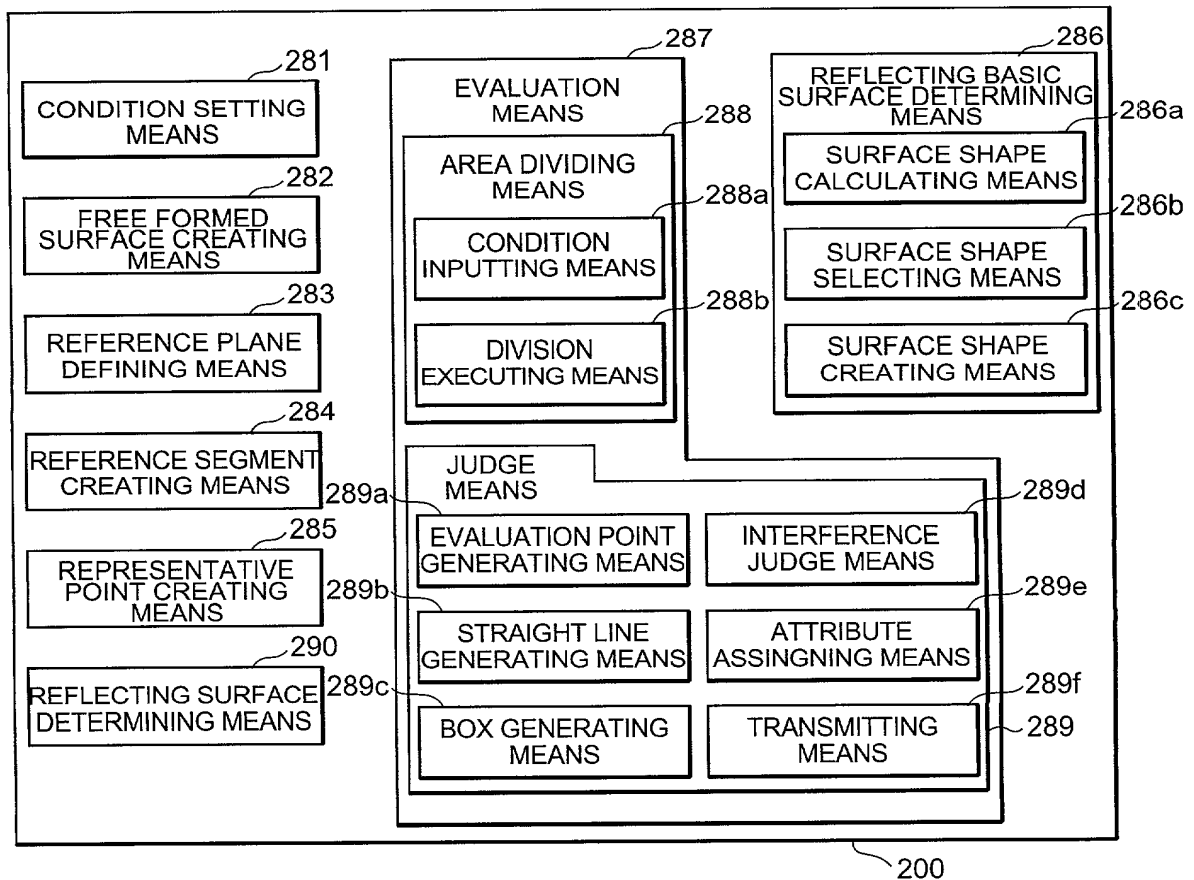 281
CONDITION SETTING
MEANS
282
FREE FORMED
SURFACE CREATING
MEANS
283
REFERENCE PLANE
DEFINING MEANS
284
REFERENCE SEGMENT
CREATING MEANS
285
REPRESENTATIVE
POINT CREATING
MEANS
290
REFLECTING SURFACE
DETERMINING MEANS
287
EVALUATION
MEANS
288
AREA DIVIDING
MEANS
288a
CONDITION
INPUTTING MEANS
288b
DIVISION
EXECUTING MEANS
286
REFLECTING BASIC
SURFACE DETERMINING
MEANS
286a
SURFACE SHAPE
CALCULATING MEANS
286b
SURFACE SHAPE
SELECTING MEANS
286c
SURFACE SHAPE
CREATING MEANS
JUDGE
MEANS
289a
EVALUATION POINT
GENERATING MEANS
289b
STRAIGHT LINE
GENERATING MEANS
289c
BOX GENERATING
MEANS
289d
INTERFERENCE
JUDGE MEANS
289e
ATTRIBUTE
ASSINGNING MEANS
289f
TRANSMITTING
MEANS
289
200